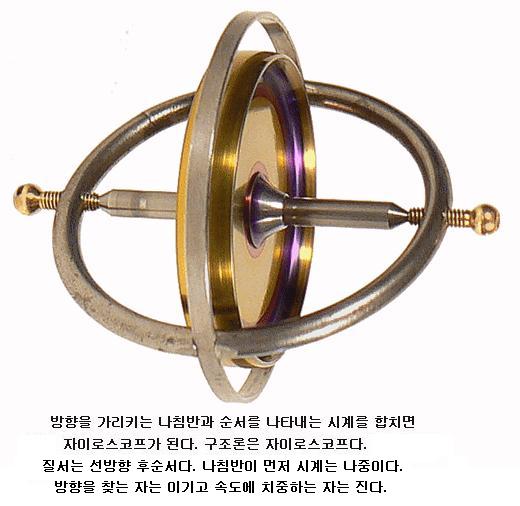 방향을 가리키는 나침반과 순서를 나타내는 시계를 합치면
자이로스코프가 된다. 구조론은 자이로스코프다.
질서는 선방향 후순서다. 나침반이 먼저 시계는 나중이다.
방향을 찾는 자는 이기고 속도에 치중하는 자는 진다.